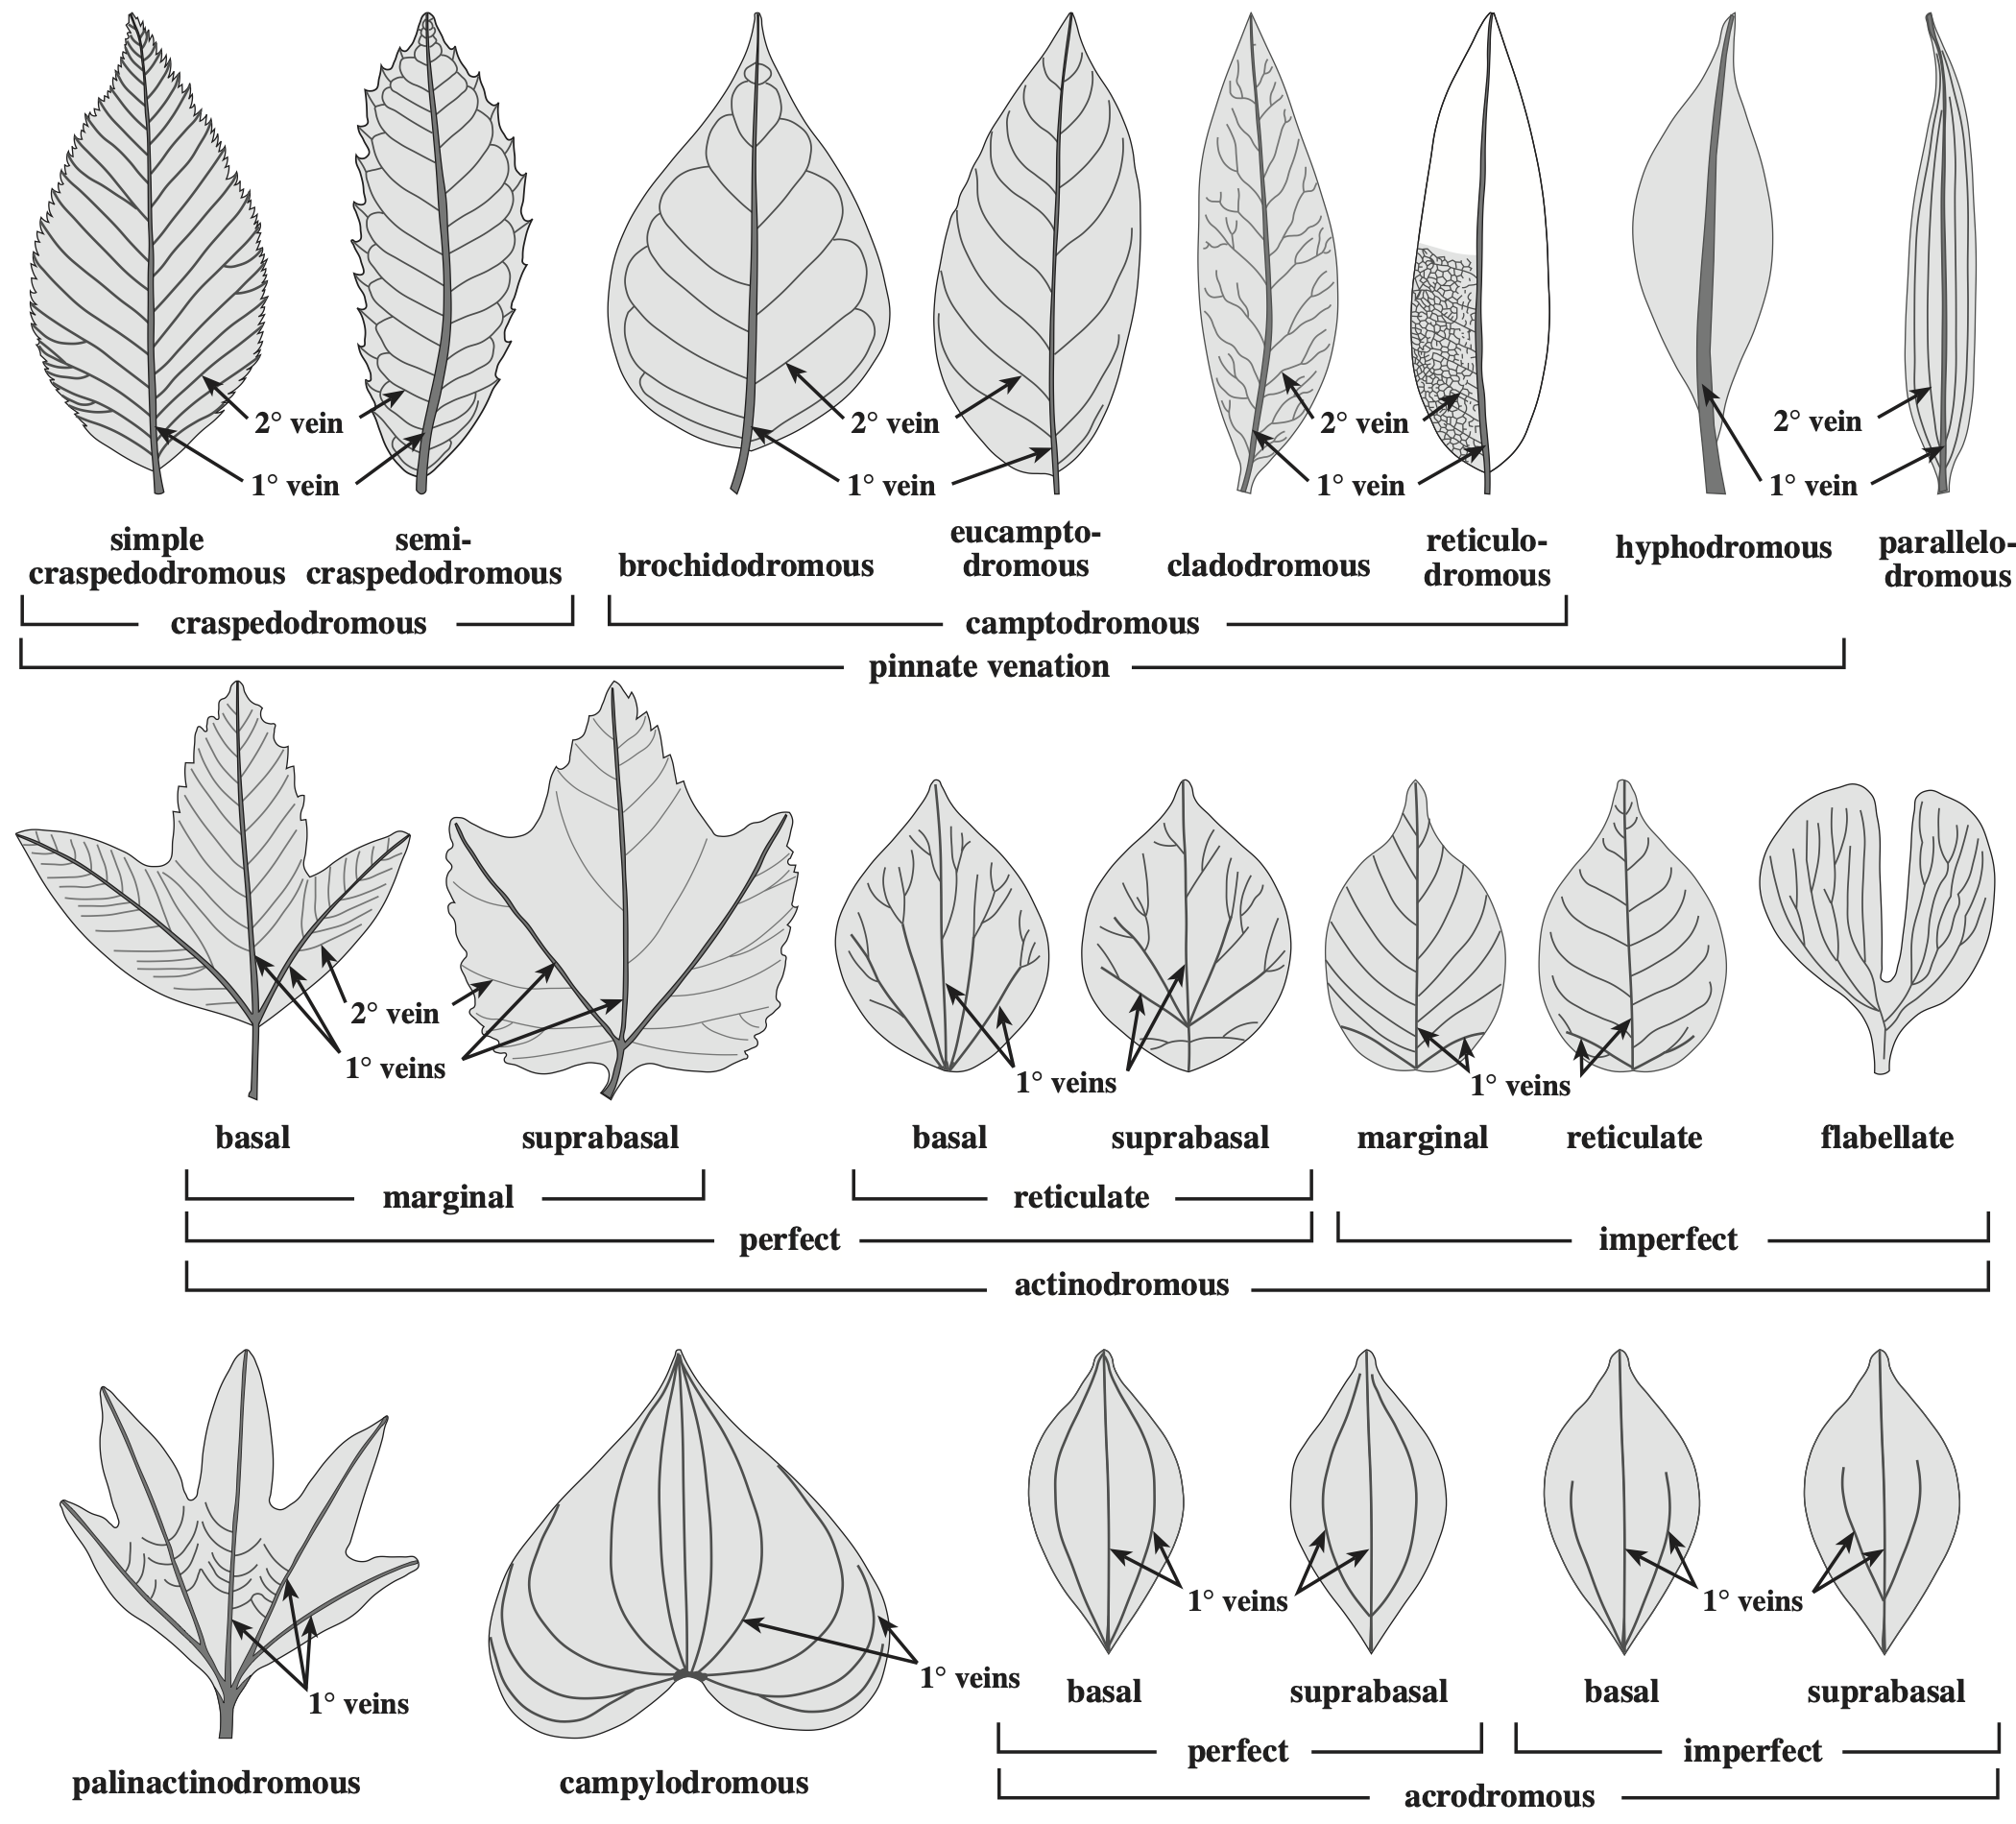 2° vein
1° vein
2° vein
1° vein
2° vein
1° vein
2° vein
1° vein
simple
craspedodromous
semi-
craspedodromous
brochidodromous
eucampto-
dromous
cladodromous
reticulo-
dromous
hyphodromous
parallelo-
dromous
craspedodromous
camptodromous
pinnate venation
2° vein
1° veins
1° veins
1° veins
basal
suprabasal
basal
suprabasal
marginal
reticulate
flabellate
marginal
reticulate
perfect
imperfect
actinodromous
1° veins
1° veins
1° veins
1° veins
palinactinodromous
campylodromous
basal
suprabasal
basal
suprabasal
perfect
imperfect
acrodromous